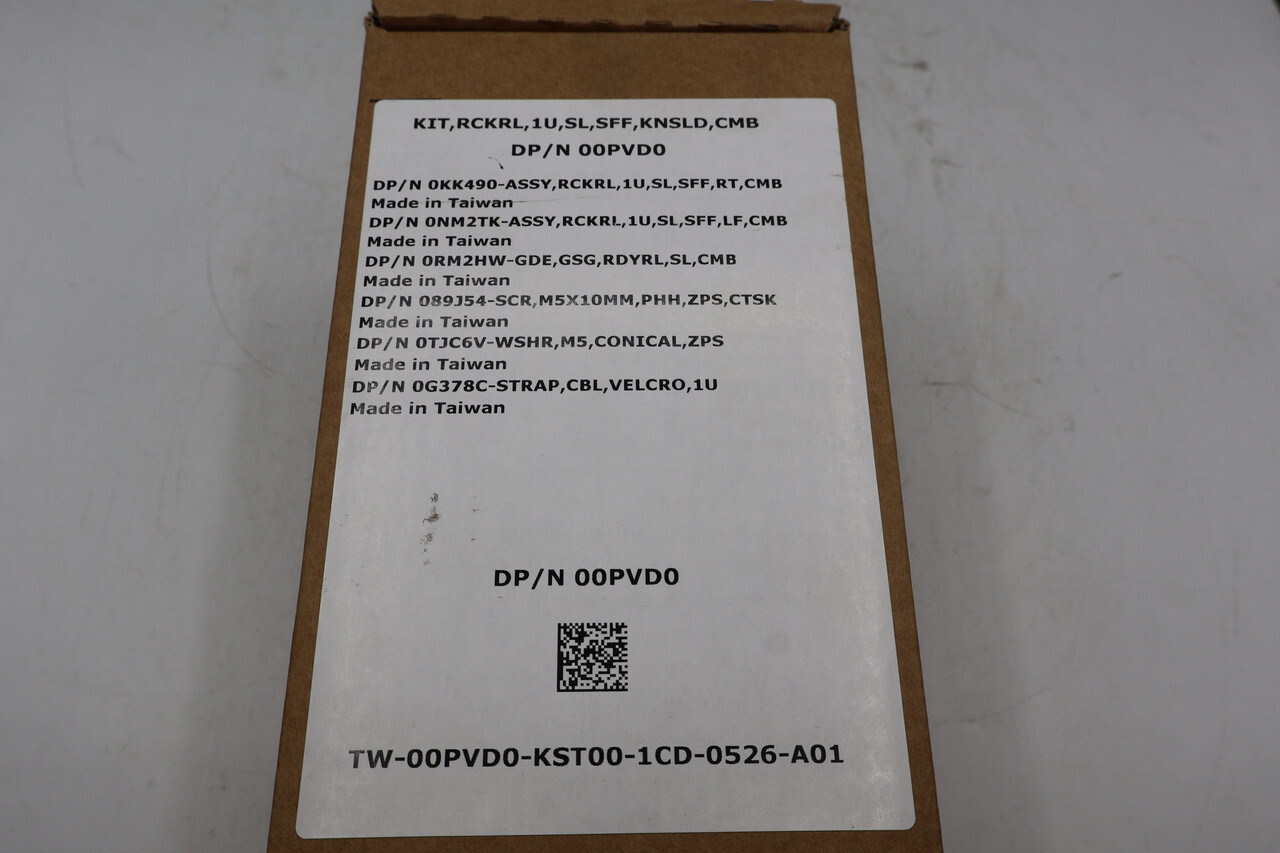 KIT,RCKRL,1U,SL,SFF,KNSLD,CMB
DP/N 00PVD0
DP/N 0KK490-ASSY,RCKRL,1U,SL,SFF,RT,CMB
Made in Taiwan
DP/N 0NM2TK-ASSY,RCKRL,1U,SL,SFF,LF,CMB
Made in Taiwan
DP/N 0RM2HW-GDE,GSG,RDYRL,SL,CMB
Made in Taiwan
DP/N 089J54-SCR,M5X10MM,PHH,ZPS,CTSK
Made in Taiwan
DP/N 0TJC6V-WSHR,M5,CONICAL,ZPS
Made in Taiwan
DP/N 0G378C-STRAP,CBL,VELCRO,1U
Made in Taiwan
DP/N 00PVD0
TW-00PVD0-KST00-1CD-0526-A01